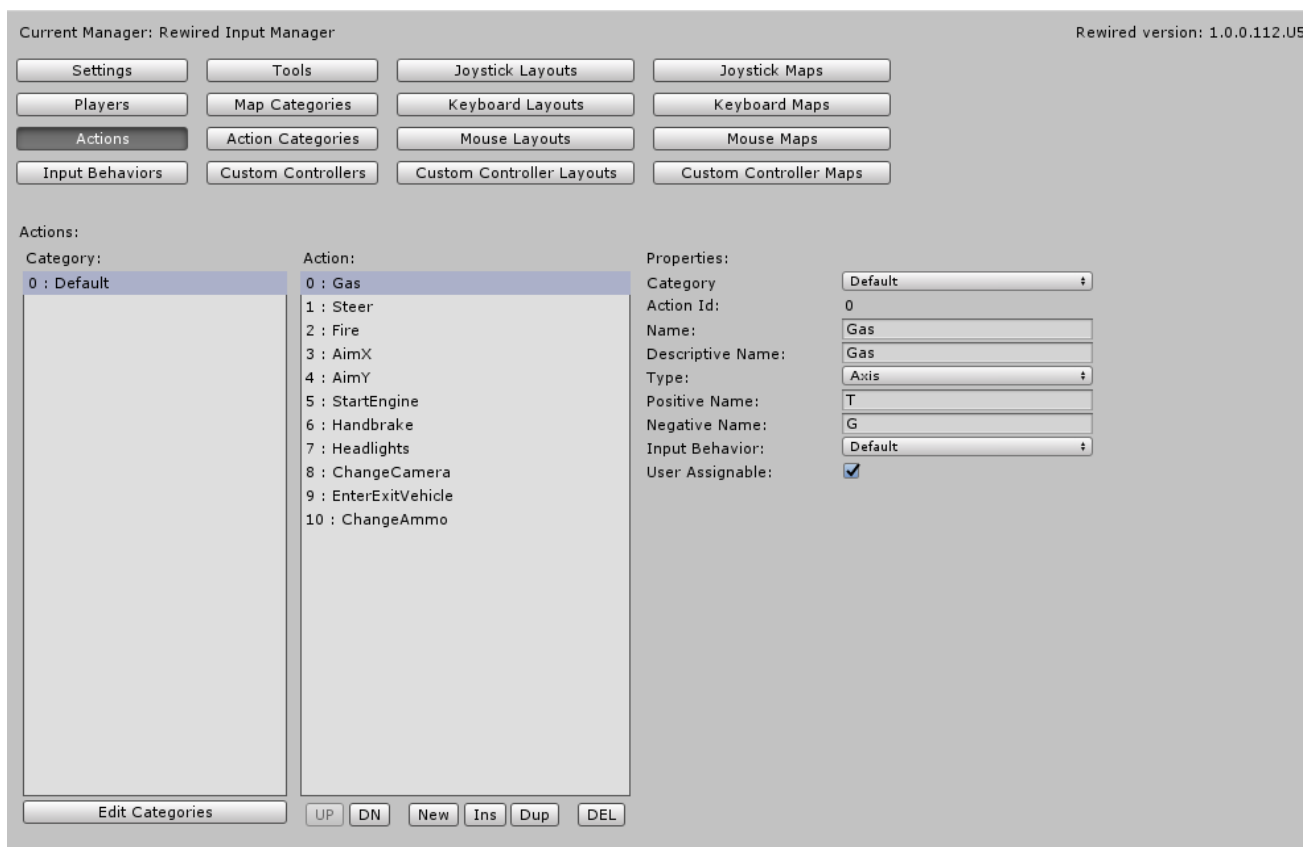 Current Manager: Rewired Input Manager Rewired version: 1.0.0.112.U5
Settings Tools Joystick Layouts Joystick Maps
Players Map Categories Keyboard Layouts Keyboard Maps
Actions Action Categories Mouse Layouts Mouse Maps
Input Behaviors Custom Controllers Custom Controller Layouts Custom Controller Maps
Actions:
Category:
0 : Default
Edit Categories
Action:
0 : Gas
1 : Steer
2 : Fire
3 : AimX
4 : AimY
5 : StartEngine
6 : Handbrake
7 : Headlights
8 : ChangeCamera
9 : EnterExitVehicle
10 : ChangeAmmo
UP DN New Ins Dup DEL
Properties:
Category Default
Action Id: 0
Name: Gas
Descriptive Name: Gas
Type: Axis
Positive Name: T
Negative Name: G
Input Behavior: Default
User Assignable: